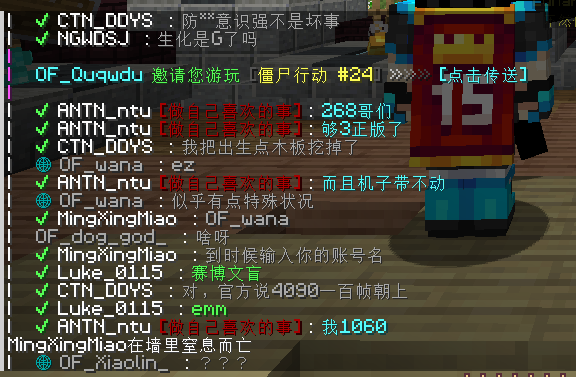 | ✓ CTN_DDYS : 防**意识强不是坏事
| ✓ NGWDSJ : 生化是G了吗
|
| OF_Quqwdu 邀请您游玩 [僵尸行动 #24] »»» [点击传送]
|
| ✓ ANTN_ntu [做自己喜欢的事] : 268哥们
| ✓ ANTN_ntu [做自己喜欢的事] : 够3正版了
| ✓ CTN_DDYS : 我把出生点木板挖掉了
| OF_wana : ez
| ✓ ANTN_ntu [做自己喜欢的事] : 而且机子带不动
| OF_wana : 似乎有点特殊状况
| ✓ MingXingMiao : OF_wana
| OF_dog_god_ : 啥呀
| ✓ MingXingMiao : 到时候输入你的账号名
| ✓ Luke_0115 : 赛博文盲
| ✓ CTN_DDYS : 对，官方说4090一百帧朝上
| ✓ Luke_0115 : emm
| ✓ ANTN_ntu [做自己喜欢的事] : 我1060
MingXingMiao在墙里窒息而亡
| OF_Xiaolin_ : ？？？
15